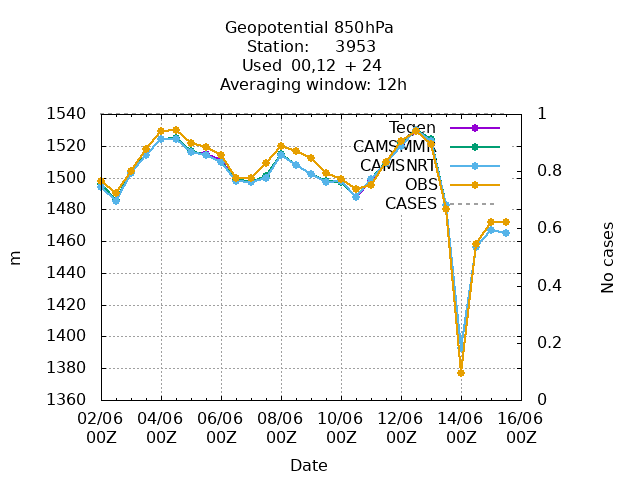 Geopotential 850hPa
Station: 3953
Used 00,12 + 24
Averaging window: 12h
1540
1520
1500
1480
1460
1440
1420
1400
1380
1360
m
1
0.8
0.6
0.4
0.2
0
No cases
Tegen
CAMSMMR
CAMSNRT
OBS
CASES
02/06 04/06 06/06 08/06 10/06 12/06 14/06 16/06
00Z 00Z 00Z 00Z 00Z 00Z 00Z 00Z
Date